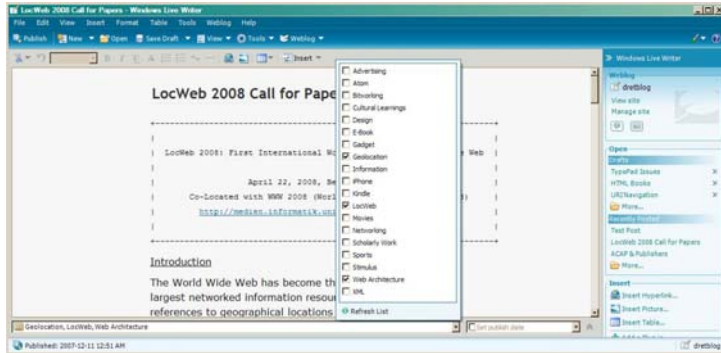 LocWeb 2008 Call for Papers - Windows Live Writer
File Edit View Insert Format Table Tools Weblog Help
Publish New Open Save Draft View Tools Weblog
Insert
LocWeb 2008 Call for Pape
LocWeb 2008: First International Wo
e Web
April 22, 2008, Be
Co-Located with WWW 2008 (Worl
8)
http://medien.informatik.uni
Introduction
The World Wide Web has become th
largest networked information resour
references to geographical locations
Advertising
Atom
Bitworking
Cultural Learnings
Design
E-Book
Gadget
Geolocation
Information
iPhone
Kindle
LocWeb
Movies
Networking
Scholarly Work
Sports
Stimulus
Web Architecture
XML
Refresh List
Windows Live Writer
Weblog
dretblog
View site
Manage site
Open
Drafts
TypePad Issues
HTML Books
URI Navigation
More...
Recently Posted
Test Post
LocWeb 2008 Call for Papers
ACAP & Publishers
More...
Insert
Insert Hyperlink...
Insert Picture...
Insert Table...
Geolocation, LocWeb, Web Architecture
Set publish date
Published: 2007-12-11 12:51 AM
dretblog